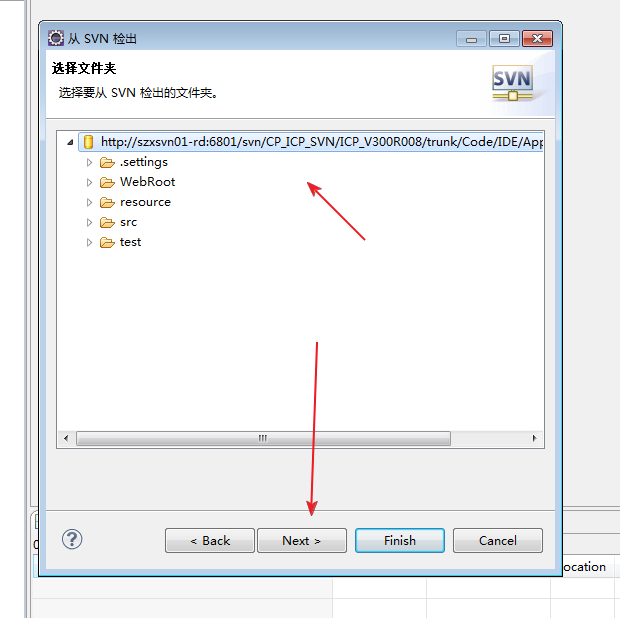 从 SVN 检出
选择文件夹
选择要从 SVN 检出的文件夹。
SVN
http://szxsvn01-rd:6801/svn/CP_ICP_SVN/ICP_V300R008/trunk/Code/IDE/App
.settings
WebRoot
resource
src
test
?
< Back
Next >
Finish
Cancel
ocation